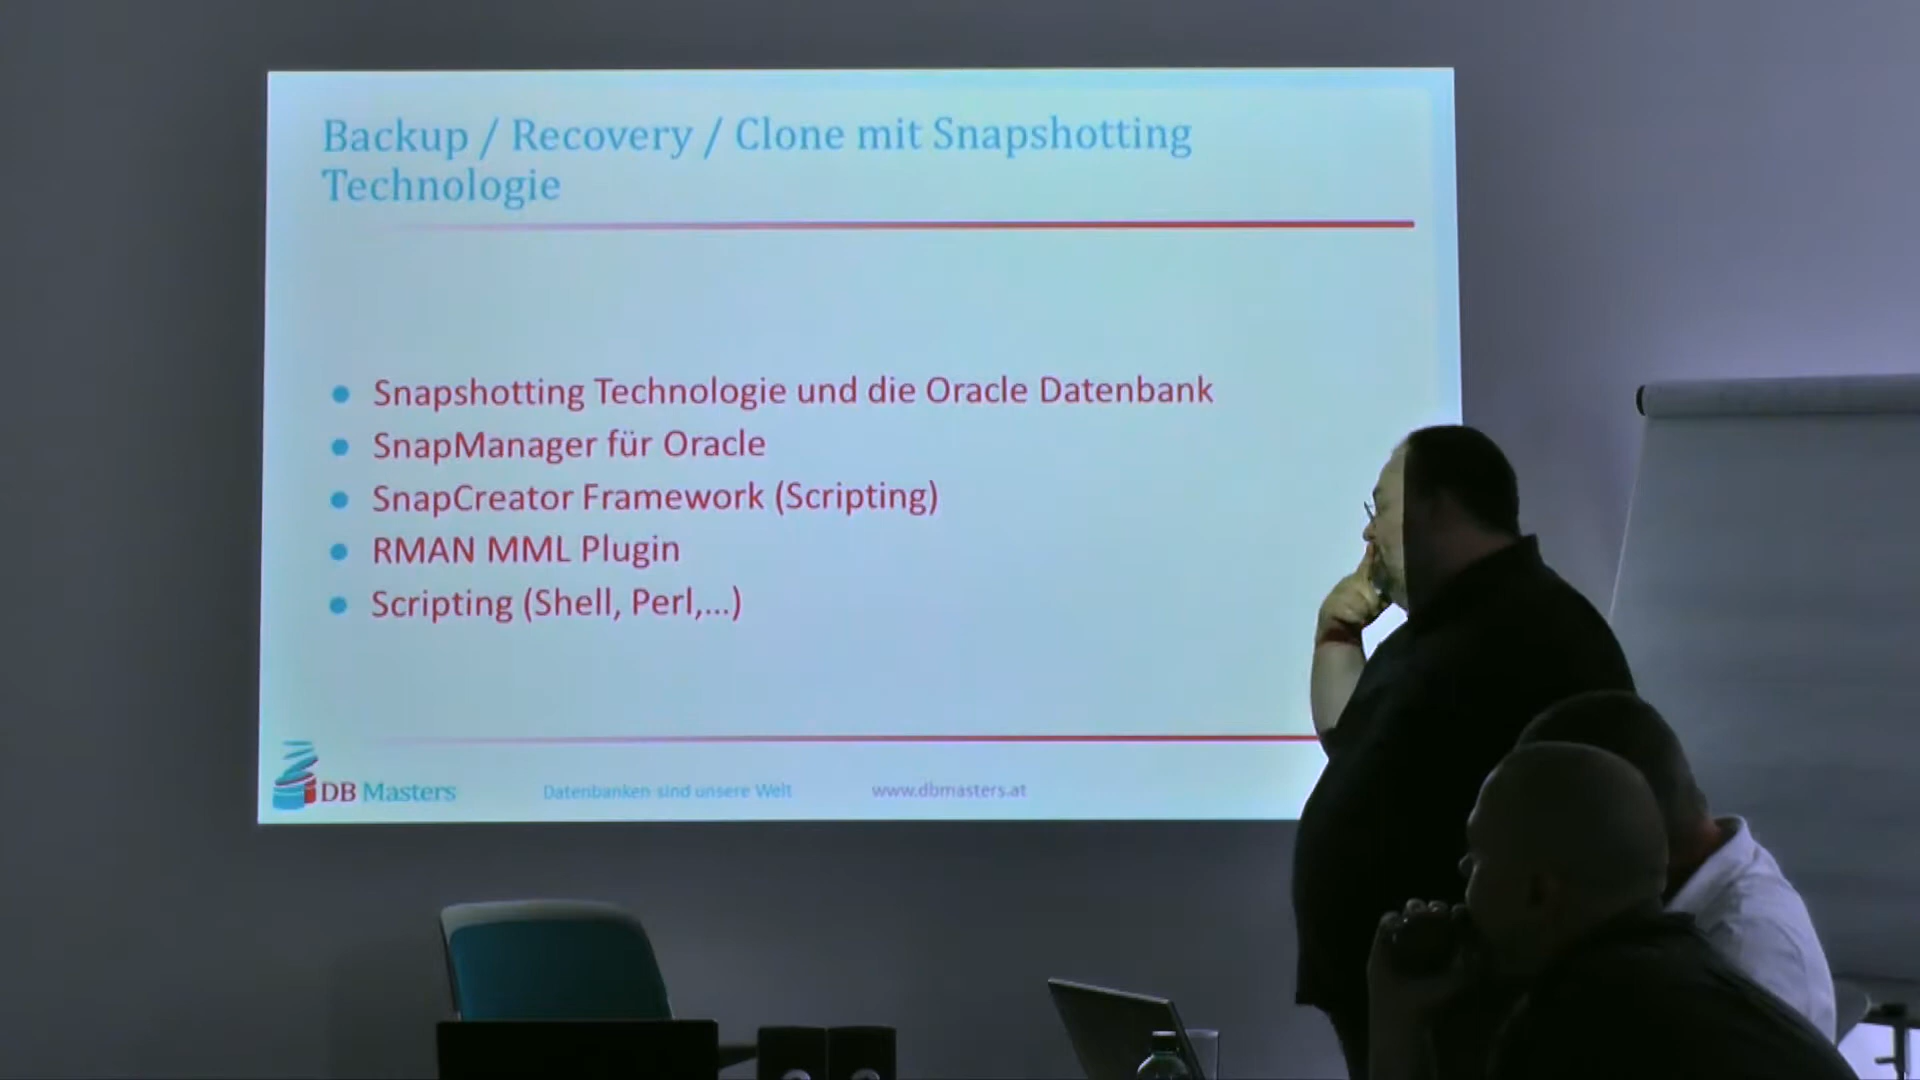 Backup / Recovery / Clone mit Snapshotting
Technologie
Snapshotting Technologie und die Oracle Datenbank
SnapManager für Oracle
SnapCreator Framework (Scripting)
RMAN MML Plugin
Scripting (Shell, Perl,...)
DB Masters
Datenbanken sind unsere Welt
www.dbmasters.at